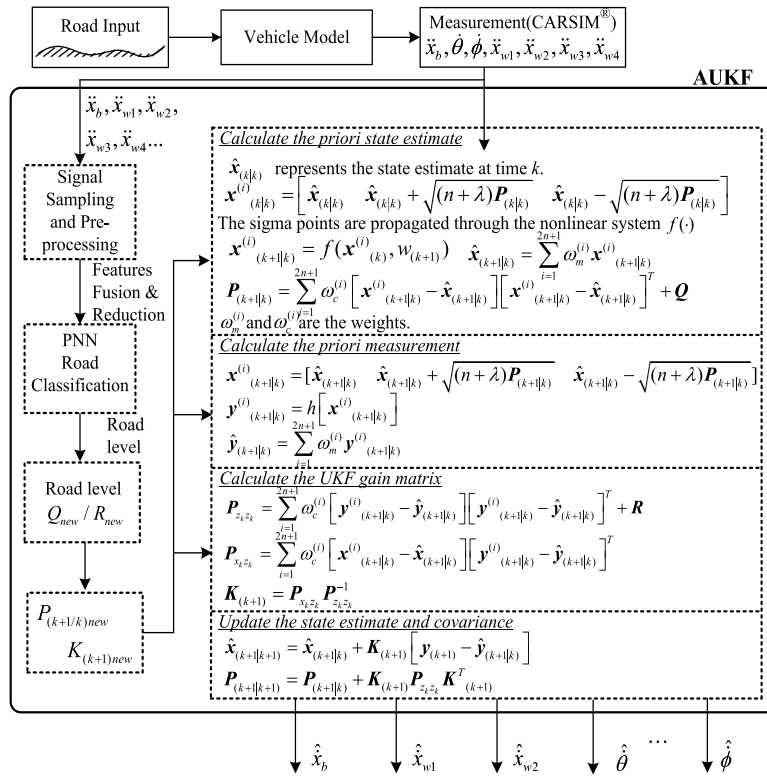 Road Input
Vehicle Model
Measurement(CARSIM®)
ẍ_b, θ̇, φ̇, ẍ_w1, ẍ_w2, ẍ_w3, ẍ_w4
AUKF
ẍ_b, ẍ_w1, ẍ_w2,
ẍ_w3, ẍ_w4...
Signal
Sampling
and Pre-
processing
Features
Fusion &
Reduction
PNN
Road
Classification
Road
level
Road level
Q_new / R_new
P_(k+1/k)new
K_(k+1)new
Calculate the priori state estimate
x̂_(k|k) represents the state estimate at time k.
x^(i)_(k|k) = [x̂_(k|k) x̂_(k|k) + √((n+λ)P_(k|k)) x̂_(k|k) − √((n+λ)P_(k|k))]
The sigma points are propagated through the nonlinear system f(·)
x^(i)_(k+1|k) = f(x^(i)_(k), w_(k+1)) x̂_(k+1|k) = ∑_{i=1}^{2n+1} ω_m^(i) x^(i)_(k+1|k)
P_(k+1|k) = ∑_{i=1}^{2n+1} ω_c^(i) [x^(i)_(k+1|k) − x̂_(k+1|k)][x^(i)_(k+1|k) − x̂_(k+1|k)]^T + Q
ω_m^(i) and ω_c^(i) are the weights.
Calculate the priori measurement
x^(i)_(k+1|k) = [x̂_(k+1|k) x̂_(k+1|k) + √((n+λ)P_(k+1|k)) x̂_(k+1|k) − √((n+λ)P_(k+1|k))]
y^(i)_(k+1|k) = h[x^(i)_(k+1|k)]
ŷ_(k+1|k) = ∑_{i=1}^{2n+1} ω_m^(i) y^(i)_(k+1|k)
Calculate the UKF gain matrix
P_{z_k z_k} = ∑_{i=1}^{2n+1} ω_c^(i) [y^(i)_(k+1|k) − ŷ_(k+1|k)][y^(i)_(k+1|k) − ŷ_(k+1|k)]^T + R
P_{x_k z_k} = ∑_{i=1}^{2n+1} ω_c^(i) [x^(i)_(k+1|k) − x̂_(k+1|k)][y^(i)_(k+1|k) − ŷ_(k+1|k)]^T
K_(k+1) = P_{x_k z_k} P_{z_k z_k}^{-1}
Update the state estimate and covariance
x̂_(k+1|k+1) = x̂_(k+1|k) + K_(k+1) [y_(k+1) − ŷ_(k+1|k)]
P_(k+1|k+1) = P_(k+1|k) + K_(k+1) P_{z_k z_k} K^T_(k+1)
ẋ̂_b ẋ̂_w1 ẋ̂_w2 θ̇̂ ... φ̇̂